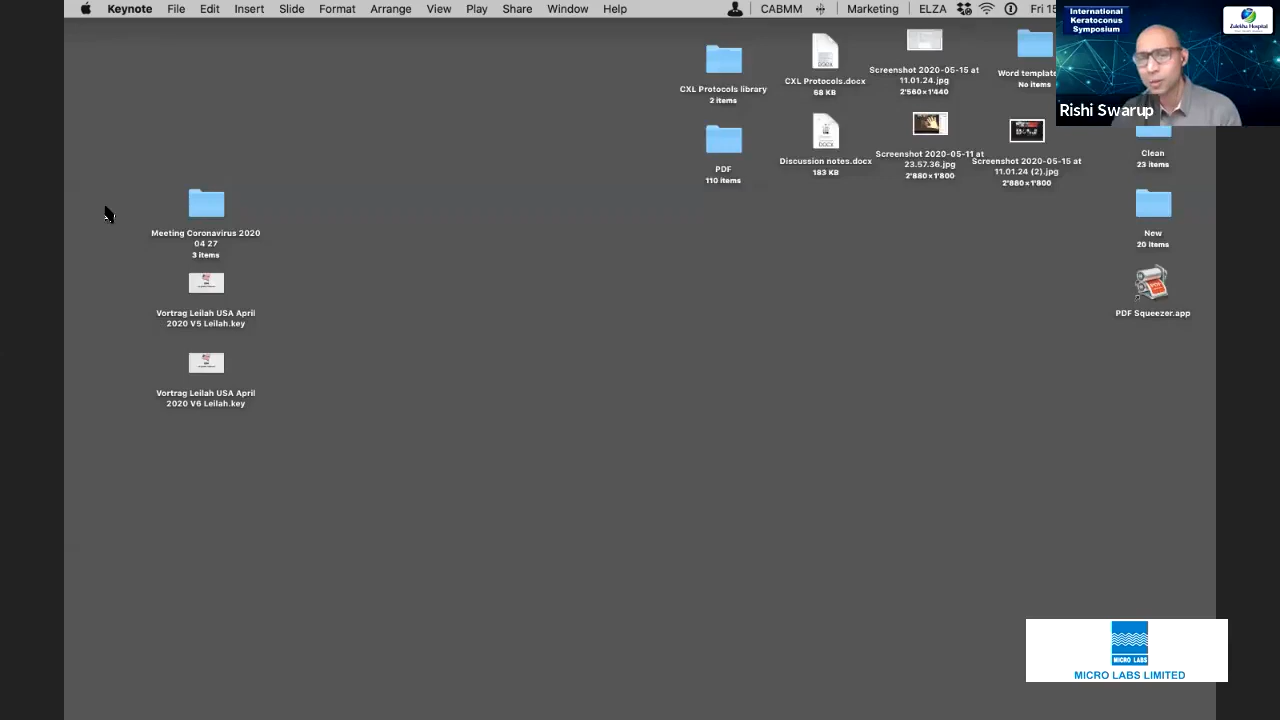 Keynote File Edit Insert Slide Format Arrange View Play Share Window Help CABMM Marketing ELZA Fri 15
International
Keratoconus
Symposium
Zulekha Hospital
Rishi Swarup
CXL Protocols library
2 items
CXL Protocols.docx
68 KB
Screenshot 2020-05-15 at
11.01.24.jpg
2'560×1'440
Word template
No items
PDF
110 items
Discussion notes.docx
183 KB
Screenshot 2020-05-11 at
23.57.36.jpg
2'880×1'800
Screenshot 2020-05-15 at
11.01.24 (2).jpg
2'880×1'800
Clean
23 items
Meeting Coronavirus 2020
04 27
3 items
New
20 items
Vortrag Leilah USA April
2020 V5 Leilah.key
PDF Squeezer.app
Vortrag Leilah USA April
2020 V6 Leilah.key
MICRO LABS
MICRO LABS LIMITED